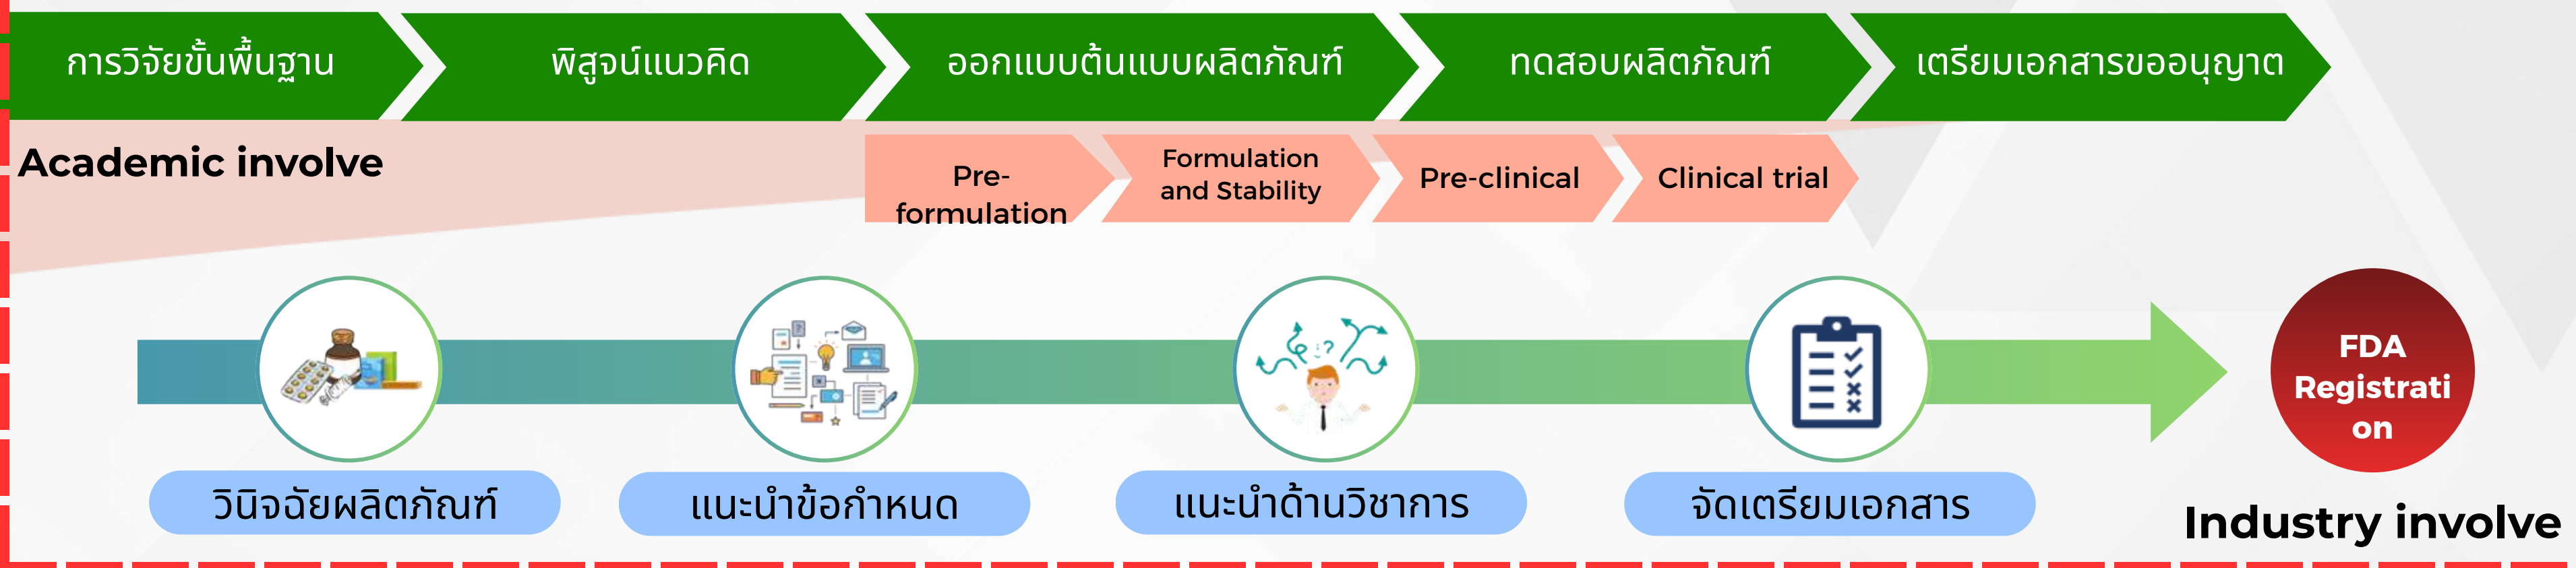 การวิจัยขั้นพื้นฐาน
พิสูจน์แนวคิด
ออกแบบต้นแบบผลิตภัณฑ์
ทดสอบผลิตภัณฑ์
เตรียมเอกสารขออนุญาต
Academic involve
Pre-
formulation
Formulation
and Stability
Pre-clinical
Clinical trial
FDA
Registrati
on
วินิจฉัยผลิตภัณฑ์
แนะนำข้อกำหนด
แนะนำด้านวิชาการ
จัดเตรียมเอกสาร
Industry involve